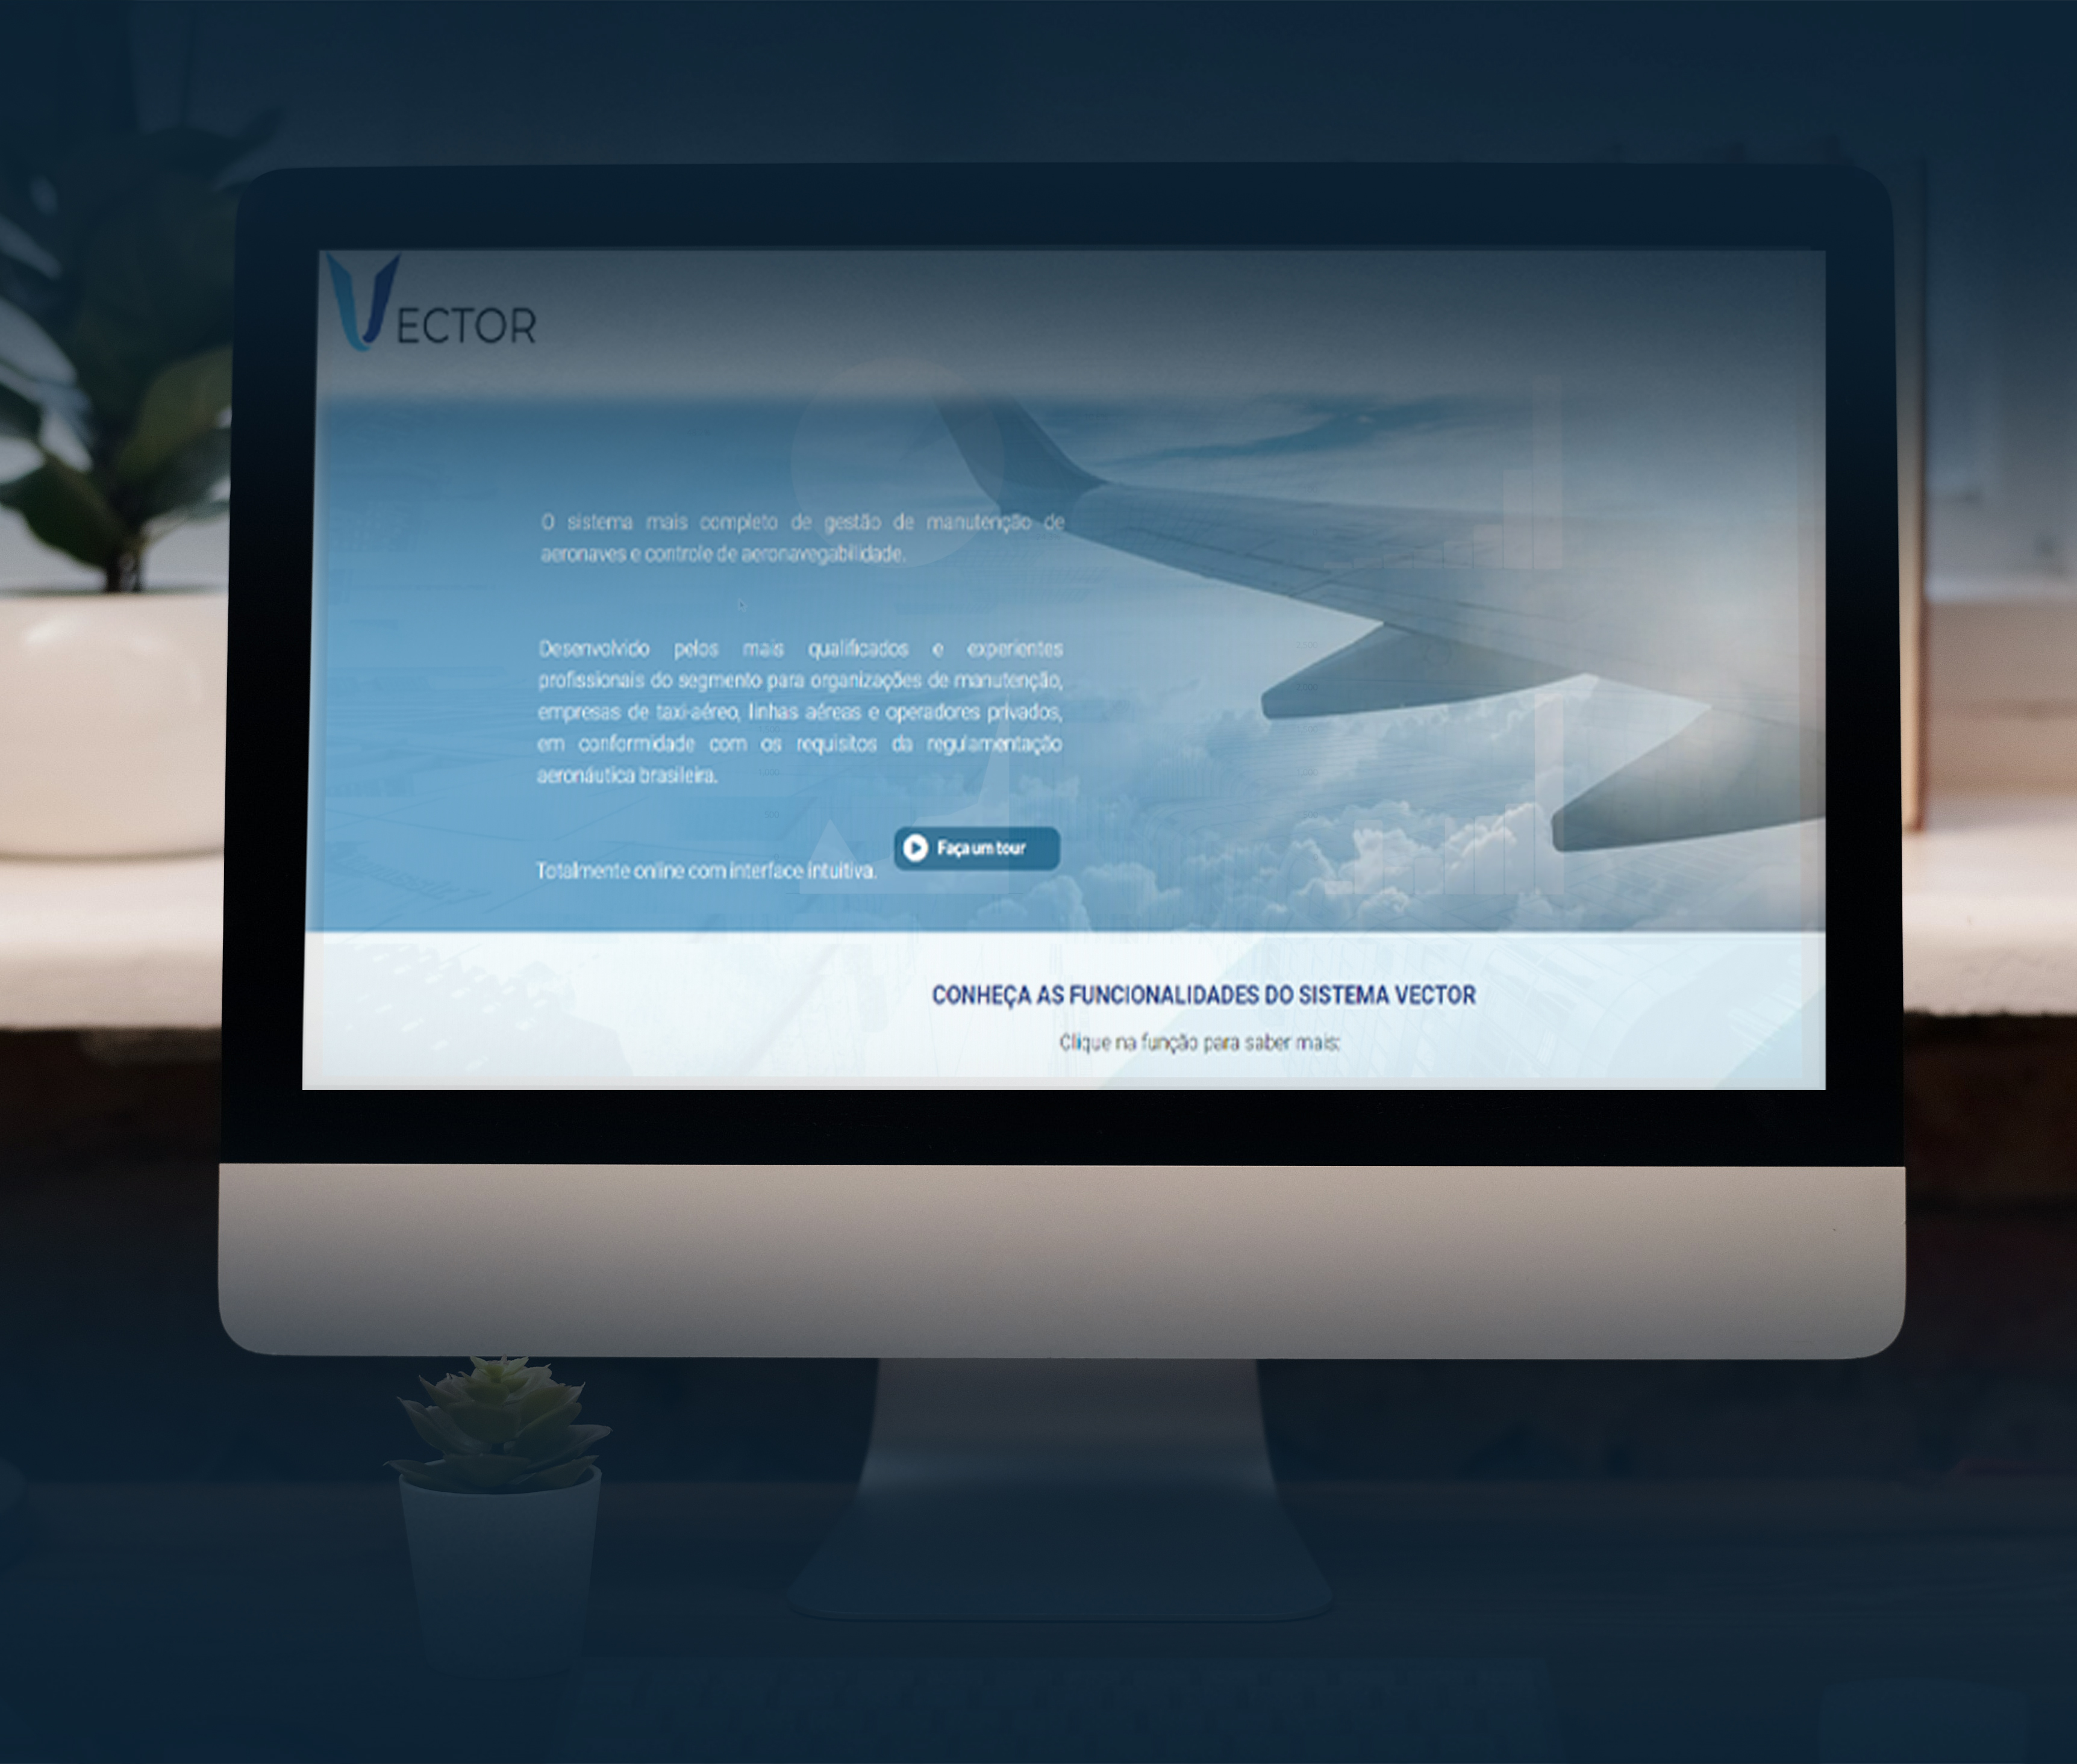 VECTOR
O sistema mais completo de gestão de manutenção de
aeronaves e controle de aeronavegabilidade.
Desenvolvido pelos mais qualificados e experientes
profissionais do segmento para organizações de manutenção,
empresas de taxi-aéreo, linhas aéreas e operadores privados,
em conformidade com os requisitos da regulamentação
aeronáutica brasileira.
Totalmente online com interface intuitiva.
Faça um tour
CONHEÇA AS FUNCIONALIDADES DO SISTEMA VECTOR
Clique na função para saber mais: